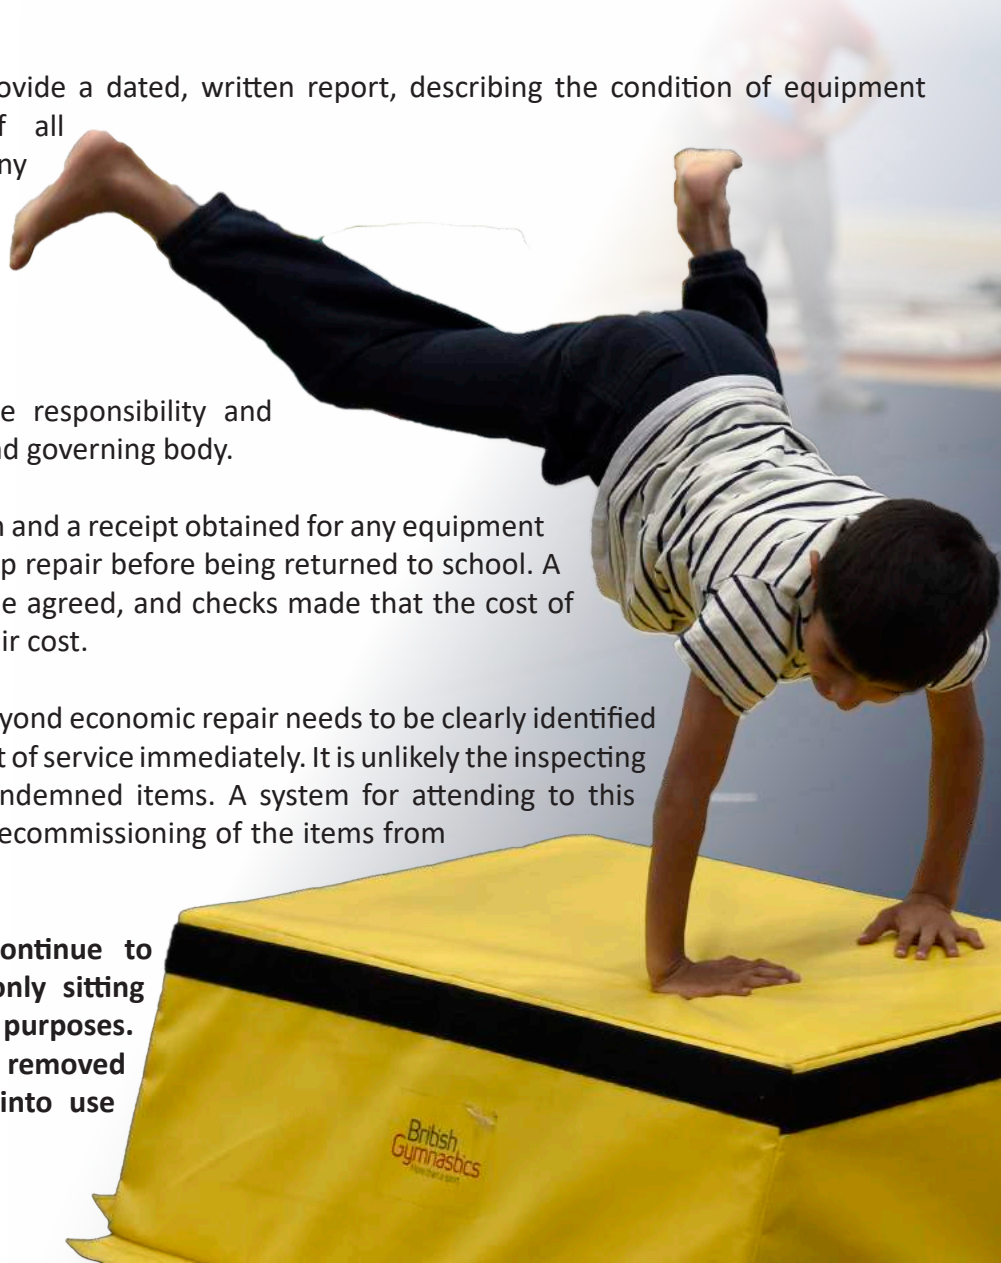 ovide a dated, written report, describing the condition of equipment
f all
ny
e responsibility and
d governing body.
n and a receipt obtained for any equipment
p repair before being returned to school. A
e agreed, and checks made that the cost of
ir cost.
yond economic repair needs to be clearly identified
t of service immediately. It is unlikely the inspecting
ndemned items. A system for attending to this
ecommissioning of the items from
ontinue to
only sitting
purposes.
removed
into use
British
Gymnastics
More than a sport